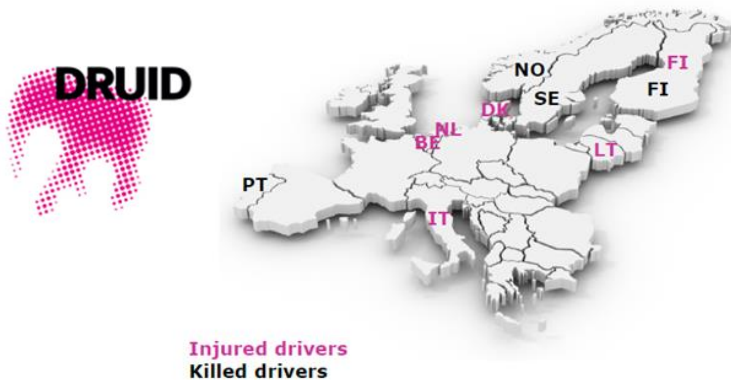 DRUID
NO
FI
SE
FI
DK
NL
BE
LT
PT
IT
Injured drivers
Killed drivers